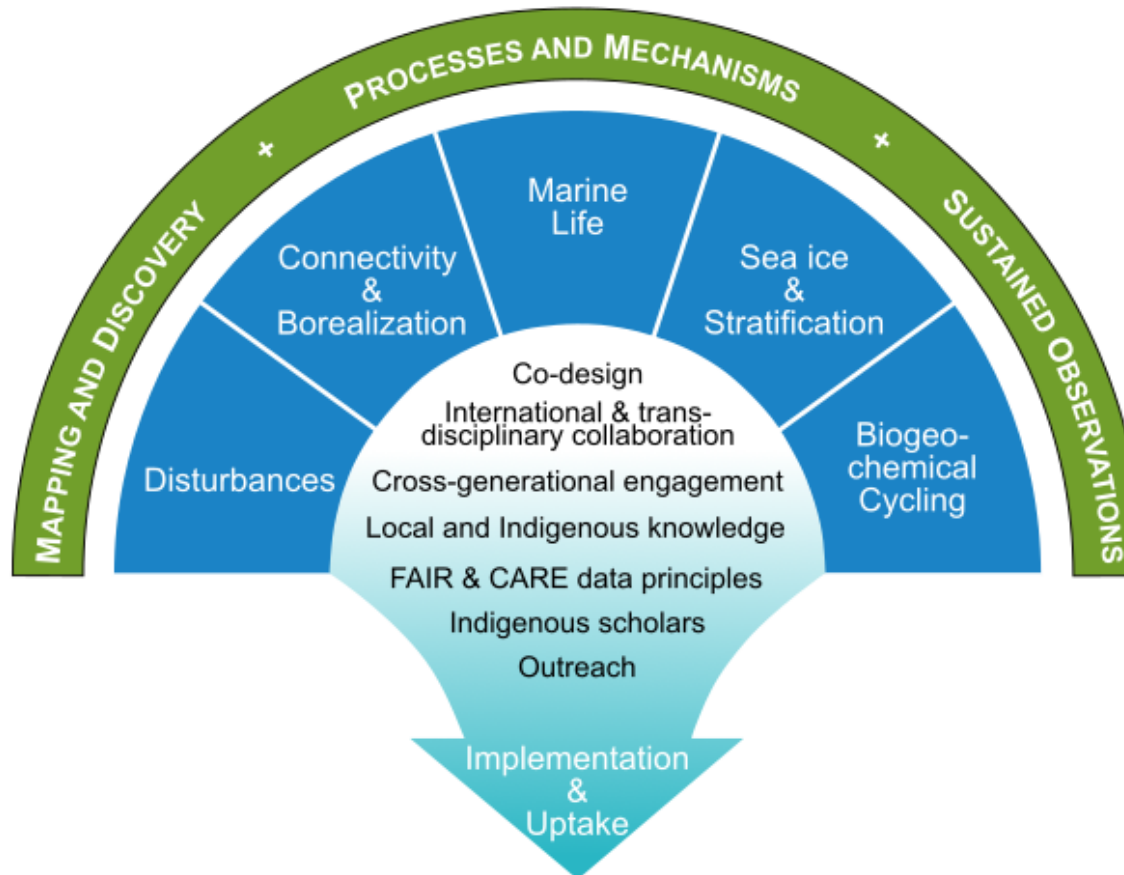 MAPPING AND DISCOVERY + PROCESSES AND MECHANISMS + SUSTAINED OBSERVATIONS
Disturbances
Connectivity
&
Borealization
Marine
Life
Sea ice
&
Stratification
Biogeo-
chemical
Cycling
Co-design
International & trans-
disciplinary collaboration
Cross-generational engagement
Local and Indigenous knowledge
FAIR & CARE data principles
Indigenous scholars
Outreach
Implementation
&
Uptake